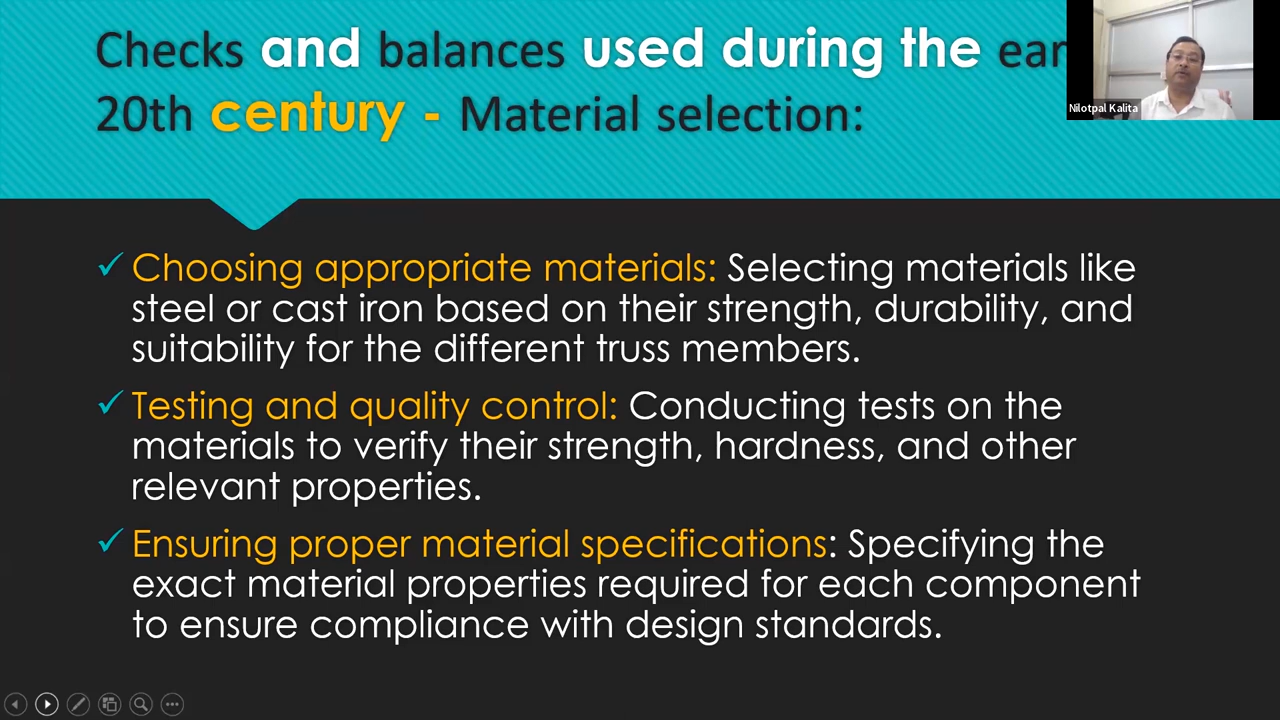 Checks and balances used during the ear
20th century - Material selection:
Nilotpal Kalita
✓ Choosing appropriate materials: Selecting materials like
steel or cast iron based on their strength, durability, and
suitability for the different truss members.
✓ Testing and quality control: Conducting tests on the
materials to verify their strength, hardness, and other
relevant properties.
✓ Ensuring proper material specifications: Specifying the
exact material properties required for each component
to ensure compliance with design standards.